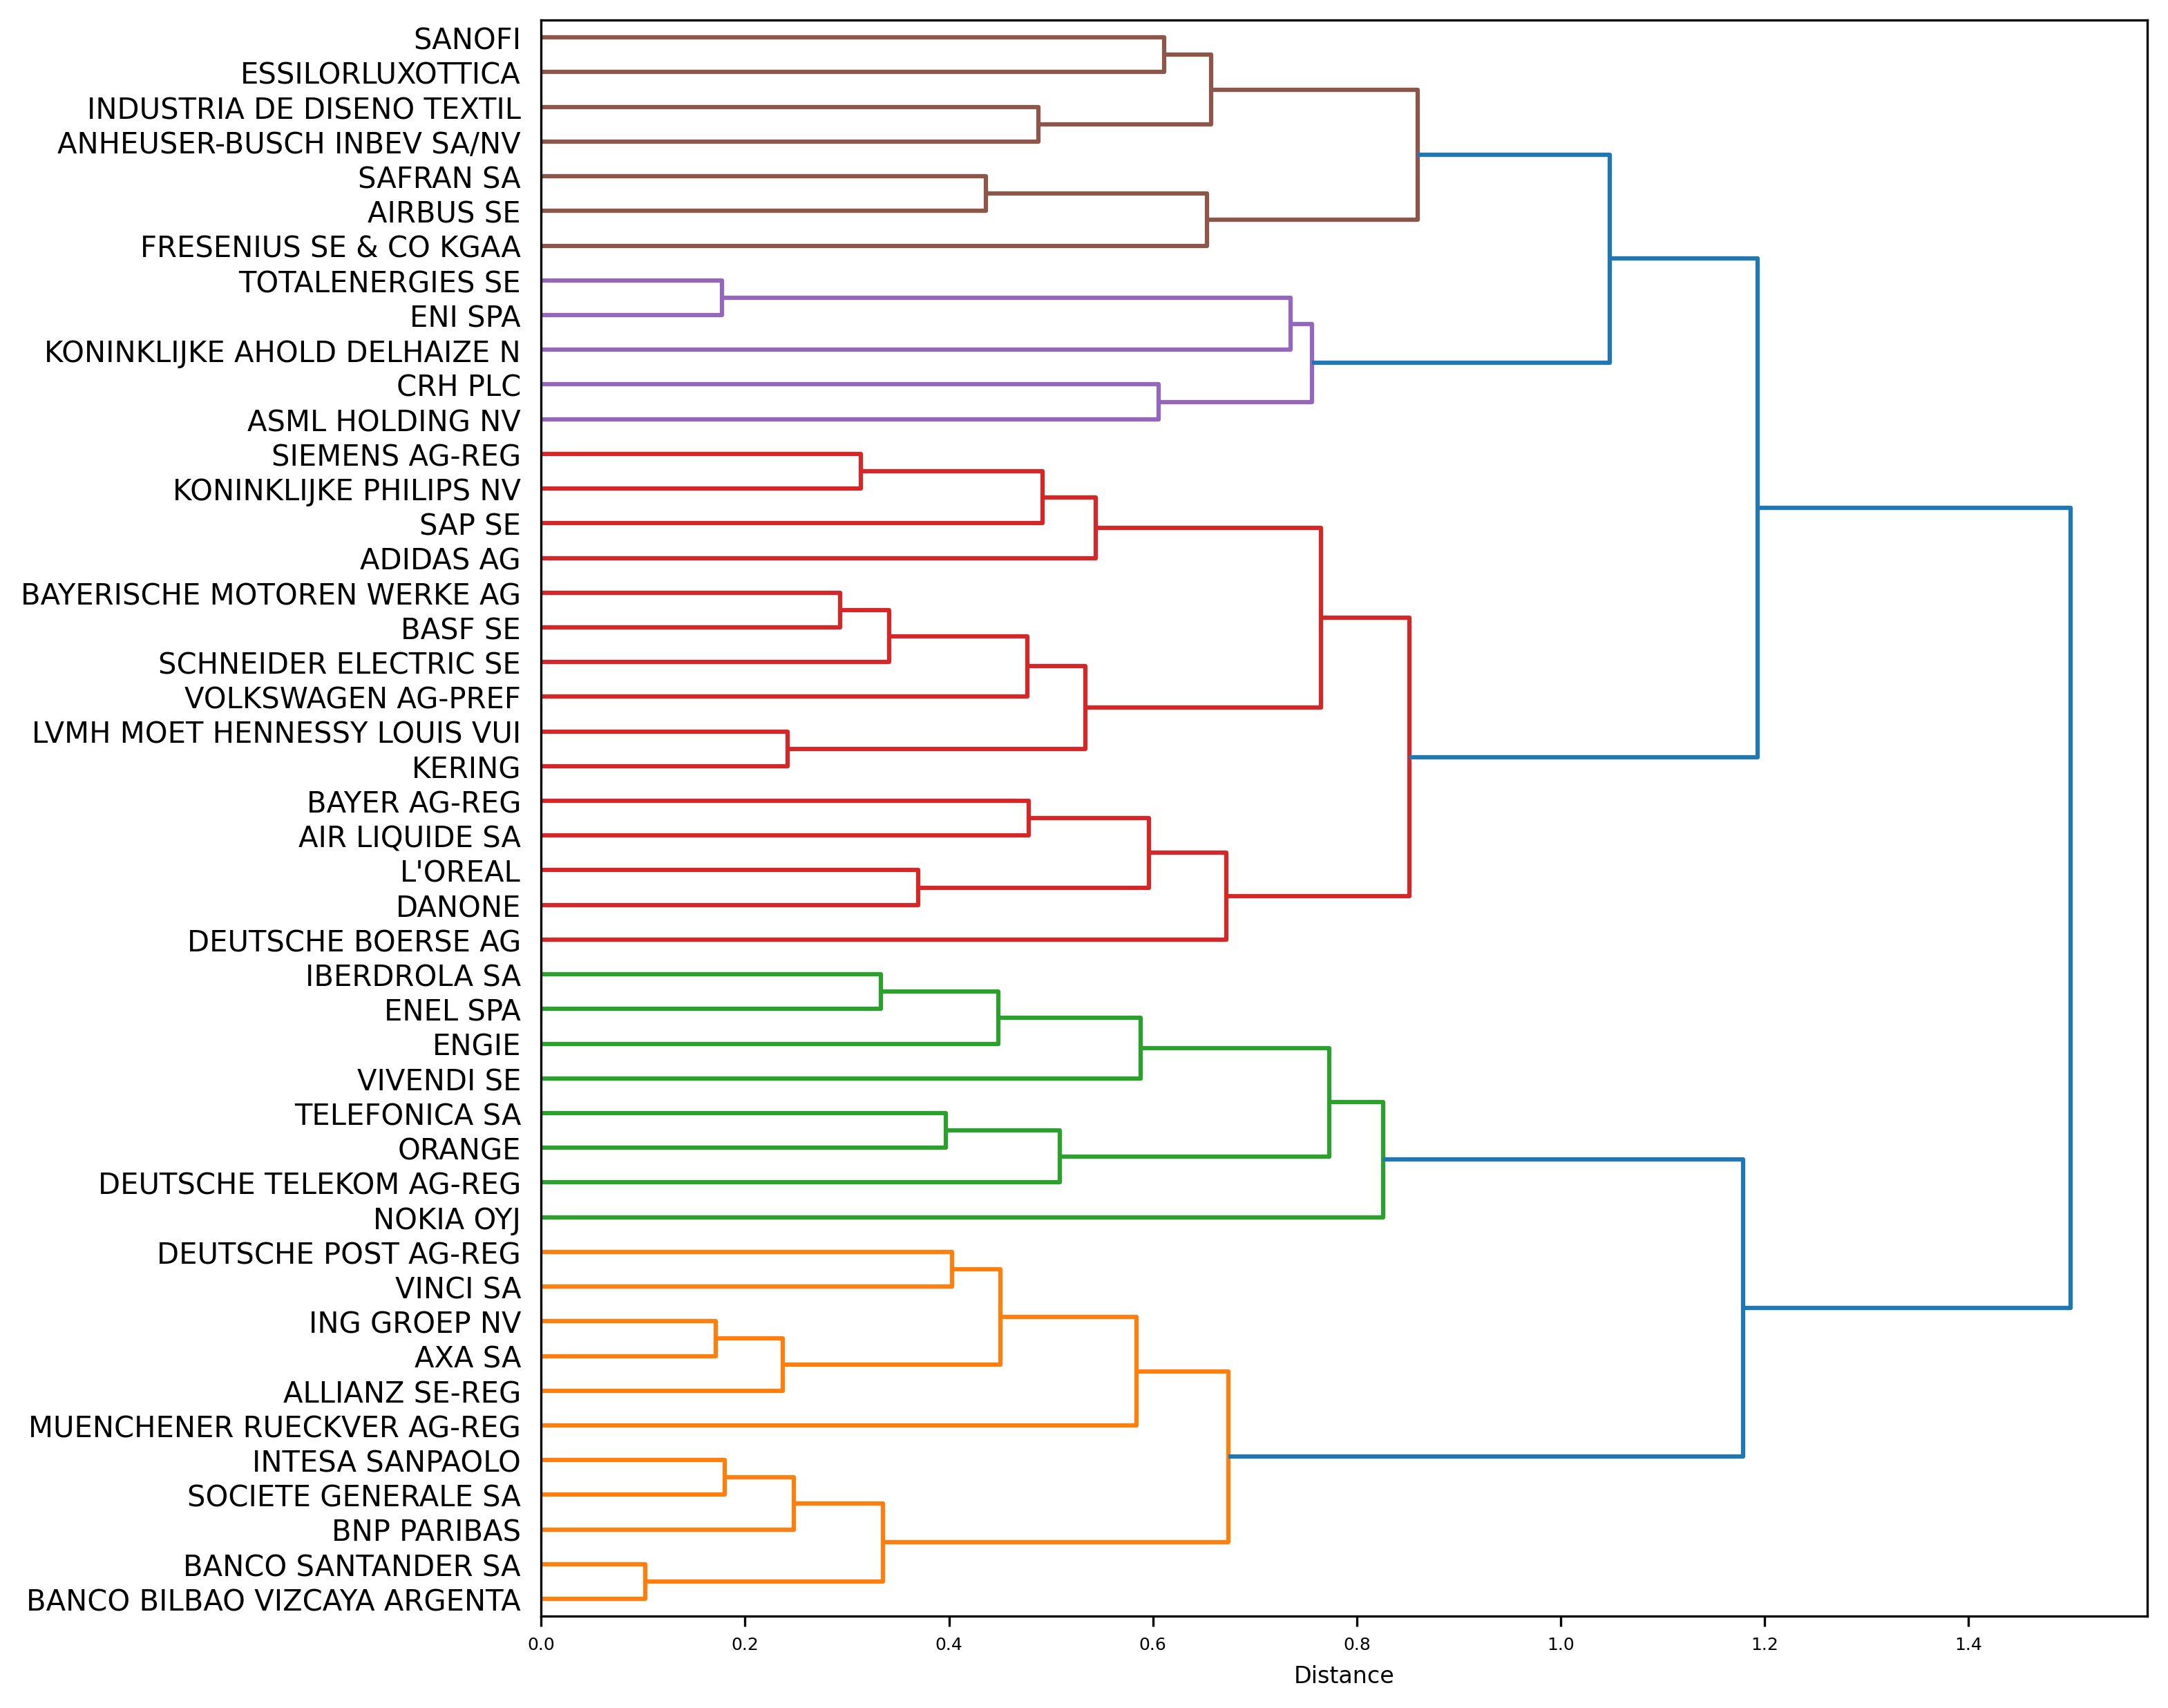 SANOFI
ESSILORLUXOTTICA
INDUSTRIA DE DISENO TEXTIL
ANHEUSER-BUSCH INBEV SA/NV
SAFRAN SA
AIRBUS SE
FRESENIUS SE & CO KGAA
TOTALENERGIES SE
ENI SPA
KONINKLIJKE AHOLD DELHAIZE N
CRH PLC
ASML HOLDING NV
SIEMENS AG-REG
KONINKLIJKE PHILIPS NV
SAP SE
ADIDAS AG
BAYERISCHE MOTOREN WERKE AG
BASF SE
SCHNEIDER ELECTRIC SE
VOLKSWAGEN AG-PREF
LVMH MOET HENNESSY LOUIS VUI
KERING
BAYER AG-REG
AIR LIQUIDE SA
L'OREAL
DANONE
DEUTSCHE BOERSE AG
IBERDROLA SA
ENEL SPA
ENGIE
VIVENDI SE
TELEFONICA SA
ORANGE
DEUTSCHE TELEKOM AG-REG
NOKIA OYJ
DEUTSCHE POST AG-REG
VINCI SA
ING GROEP NV
AXA SA
ALLIANZ SE-REG
MUENCHENER RUECKVER AG-REG
INTESA SANPAOLO
SOCIETE GENERALE SA
BNP PARIBAS
BANCO SANTANDER SA
BANCO BILBAO VIZCAYA ARGENTA
0.0 0.2 0.4 0.6 0.8 1.0 1.2 1.4
Distance